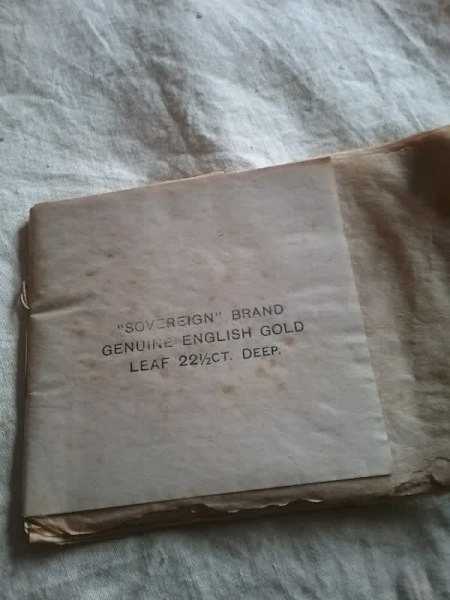 "SOVEREIGN" BRAND
GENUINE ENGLISH GOLD
LEAF 22½CT. DEEP.